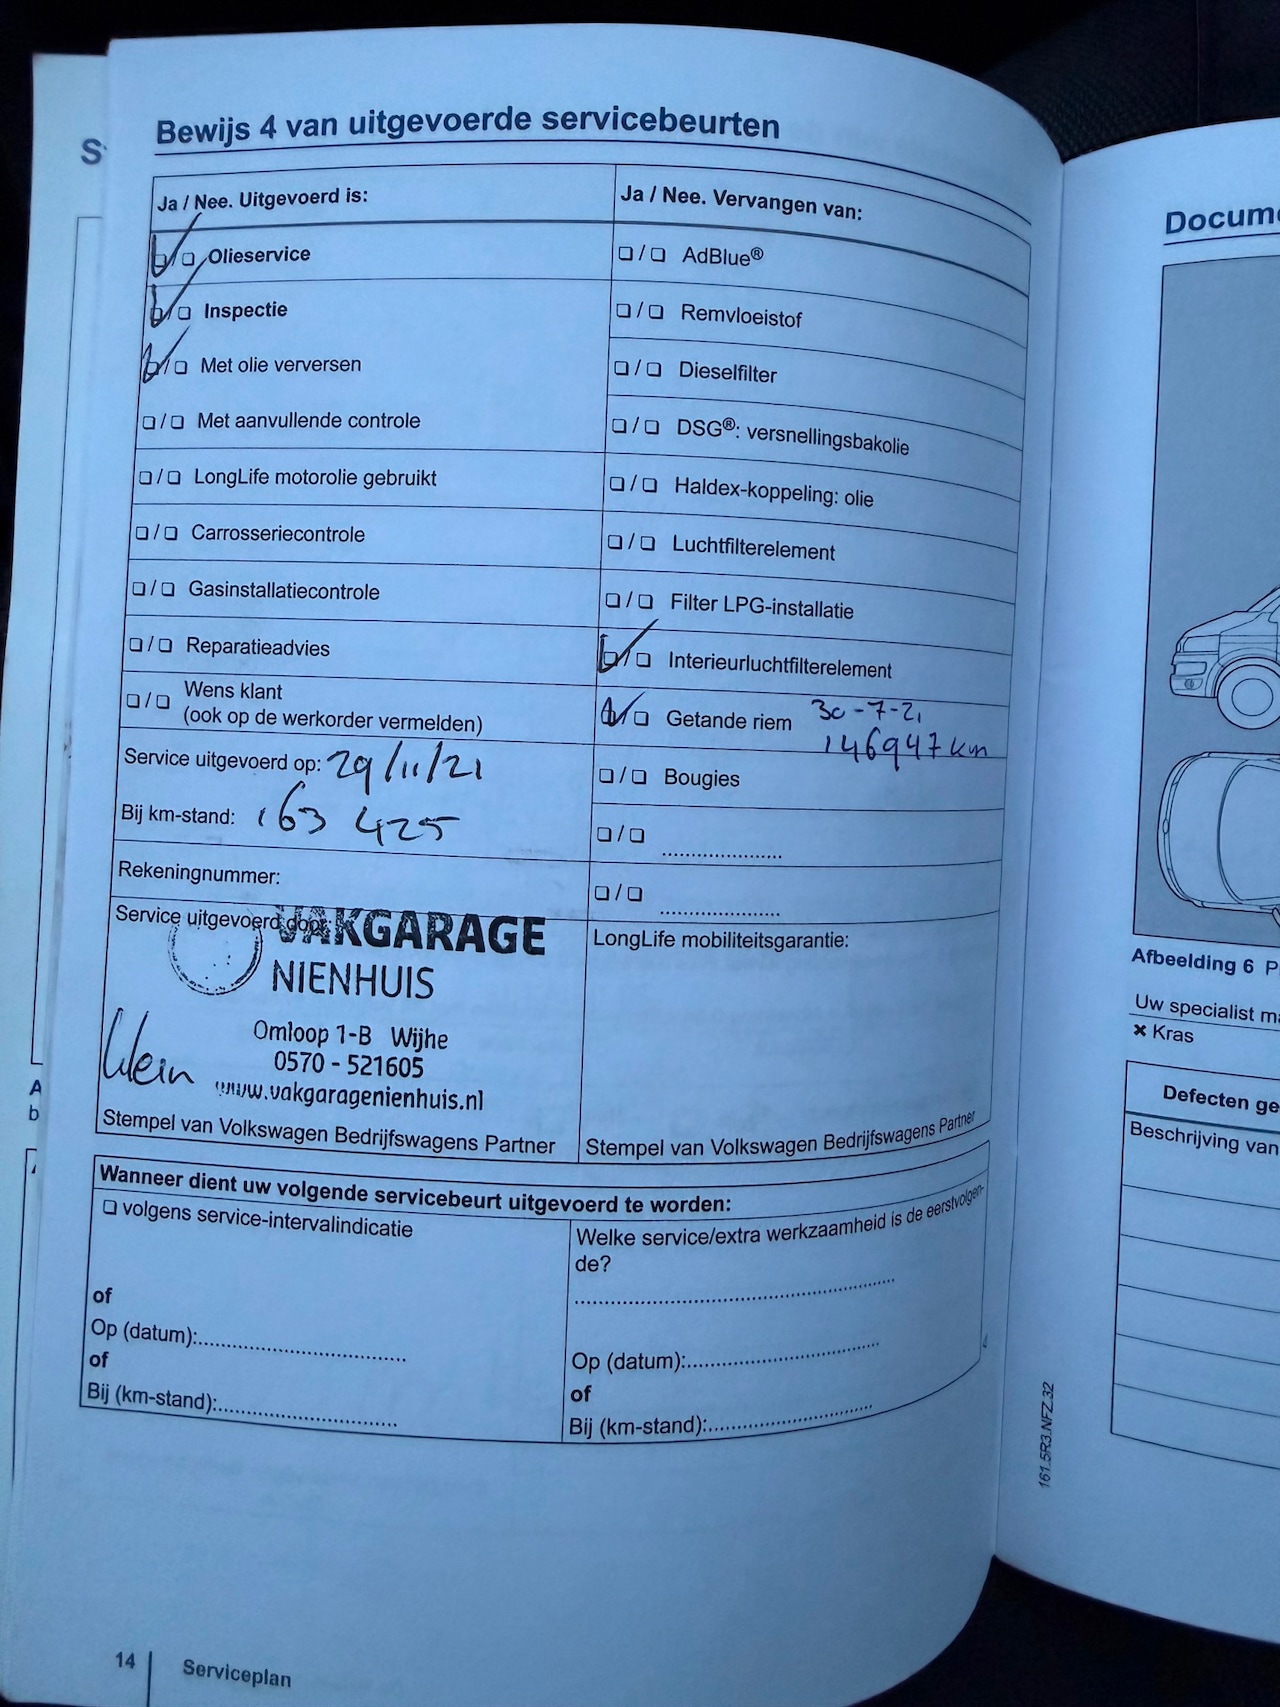 Bewijs 4 van uitgevoerde servicebeurten
Ja / Nee. Uitgevoerd is:
❏ / ❏ Olieservice
❏ / ❏ Inspectie
❏ / ❏ Met olie verversen
❏ / ❏ Met aanvullende controle
❏ / ❏ LongLife motorolie gebruikt
❏ / ❏ Carrosseriecontrole
❏ / ❏ Gasinstallatiecontrole
❏ / ❏ Reparatieadvies
❏ / ❏ Wens klant
(ook op de werkorder vermelden)
Service uitgevoerd op: 29/11/21
Bij km-stand: 163 425
Rekeningnummer:
Service uitgevoerd door:
VAKGARAGE
NIENHUIS
Omloop 1-B Wijhe
0570 - 521605
www.vakgaragenienhuis.nl
Stempel van Volkswagen Bedrijfswagens Partner
Ja / Nee. Vervangen van:
❏ / ❏ AdBlue®
❏ / ❏ Remvloeistof
❏ / ❏ Dieselfilter
❏ / ❏ DSG®: versnellingsbakolie
❏ / ❏ Haldex-koppeling: olie
❏ / ❏ Luchtfilterelement
❏ / ❏ Filter LPG-installatie
❏ / ❏ Interieurluchtfilterelement
❏ / ❏ Getande riem 30-7-21
146947 km
❏ / ❏ Bougies
❏ / ❏ .....................
❏ / ❏ .....................
LongLife mobiliteitsgarantie:
Stempel van Volkswagen Bedrijfswagens Partner
Wanneer dient uw volgende servicebeurt uitgevoerd te worden:
❏ volgens service-intervalindicatie
of
Op (datum):.....................................
of
Bij (km-stand):................................
Welke service/extra werkzaamheid is de eerstvolgen-
de?
........................................................
Op (datum):..................................
of
Bij (km-stand):.............................
14
Serviceplan
161.5R3.NFZ.32
Docum
Afbeelding 6 P
Uw specialist ma
× Kras
Defecten ge
Beschrijving van